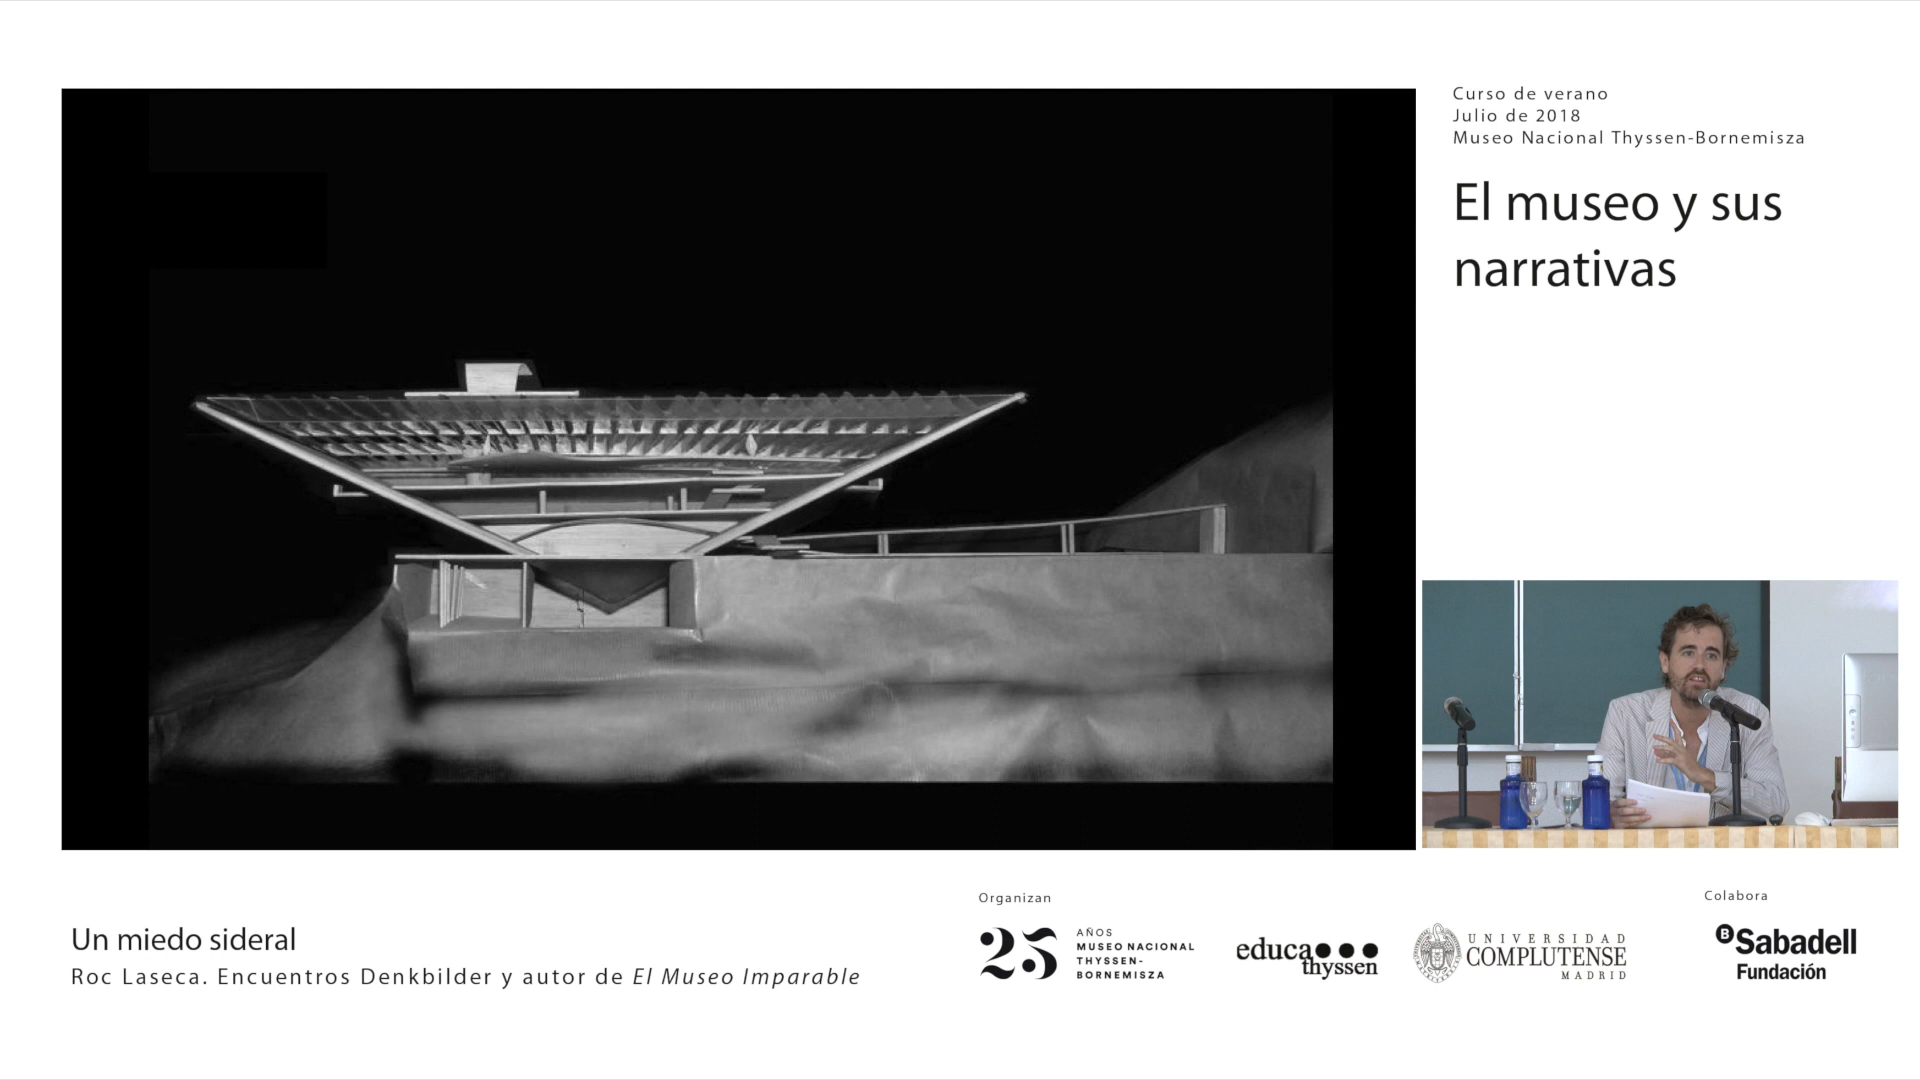 Curso de verano
Julio de 2018
Museo Nacional Thyssen-Bornemisza
El museo y sus
narrativas
Un miedo sideral
Roc Laseca. Encuentros Denkbilder y autor de El Museo Imparable
Organizan
25 AÑOS
MUSEO NACIONAL
THYSSEN-
BORNEMISZA
educa
thyssen
UNIVERSIDAD
COMPLUTENSE
MADRID
Colabora
B Sabadell
Fundación